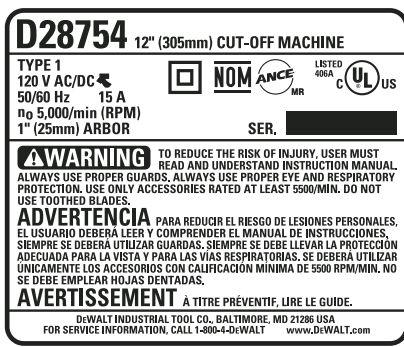 D28754 12" (305mm) CUT-OFF MACHINE
TYPE 1
120 V AC/DC
50/60 Hz 15 A
n₀ 5,000/min (RPM)
1" (25mm) ARBOR
NOM ANCE MR
LISTED
406A
C UL US
SER.
WARNING TO REDUCE THE RISK OF INJURY, USER MUST
READ AND UNDERSTAND INSTRUCTION MANUAL.
ALWAYS USE PROPER GUARDS. ALWAYS USE PROPER EYE AND RESPIRATORY
PROTECTION. USE ONLY ACCESSORIES RATED AT LEAST 5500/MIN. DO NOT
USE TOOTHED BLADES.
ADVERTENCIA PARA REDUCIR EL RIESGO DE LESIONES PERSONALES,
EL USUARIO DEBERÁ LEER Y COMPRENDER EL MANUAL DE INSTRUCCIONES,
SIEMPRE SE DEBERÁ UTILIZAR GUARDAS. SIEMPRE SE DEBE LLEVAR LA PROTECCIÓN
ADECUADA PARA LA VISTA Y PARA LAS VÍAS RESPIRATORIAS. SE DEBERÁ UTILIZAR
ÚNICAMENTE LOS ACCESORIOS CON CALIFICACIÓN MÍNIMA DE 5500 RPM/MIN. NO
SE DEBE EMPLEAR HOJAS DENTADAS.
AVERTISSEMENT À TITRE PRÉVENTIF, LIRE LE GUIDE.
DEWALT INDUSTRIAL TOOL CO., BALTIMORE, MD 21286 USA
FOR SERVICE INFORMATION, CALL 1-800-4-DEWALT www.DEWALT.com